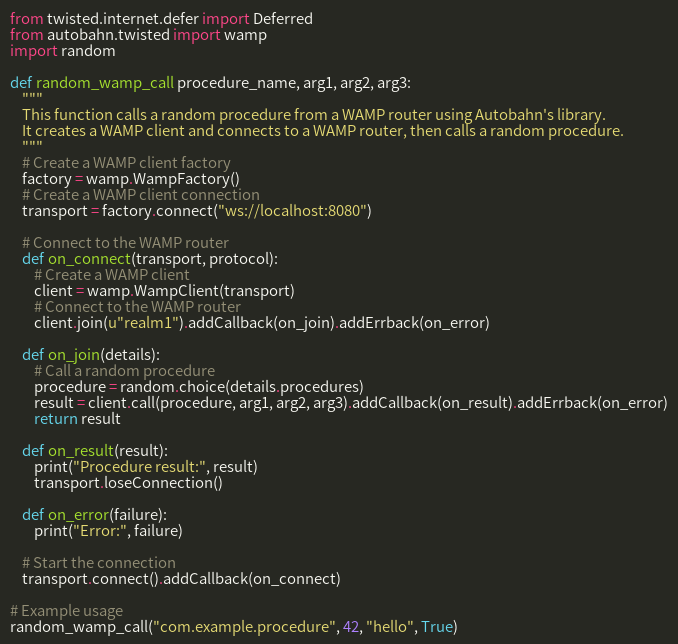 from twisted.internet.defer import Deferred
from autobahn.twisted import wamp
import random

def random_wamp_call procedure_name, arg1, arg2, arg3:
    """
    This function calls a random procedure from a WAMP router using Autobahn's library.
    It creates a WAMP client and connects to a WAMP router, then calls a random procedure.
    """
    # Create a WAMP client factory
    factory = wamp.WampFactory()
    # Create a WAMP client connection
    transport = factory.connect("ws://localhost:8080")

    # Connect to the WAMP router
    def on_connect(transport, protocol):
        # Create a WAMP client
        client = wamp.WampClient(transport)
        # Connect to the WAMP router
        client.join(u"realm1").addCallback(on_join).addErrback(on_error)

    def on_join(details):
        # Call a random procedure
        procedure = random.choice(details.procedures)
        result = client.call(procedure, arg1, arg2, arg3).addCallback(on_result).addErrback(on_error)
        return result

    def on_result(result):
        print("Procedure result:", result)
        transport.loseConnection()

    def on_error(failure):
        print("Error:", failure)

    # Start the connection
    transport.connect().addCallback(on_connect)

# Example usage
random_wamp_call("com.example.procedure", 42, "hello", True)